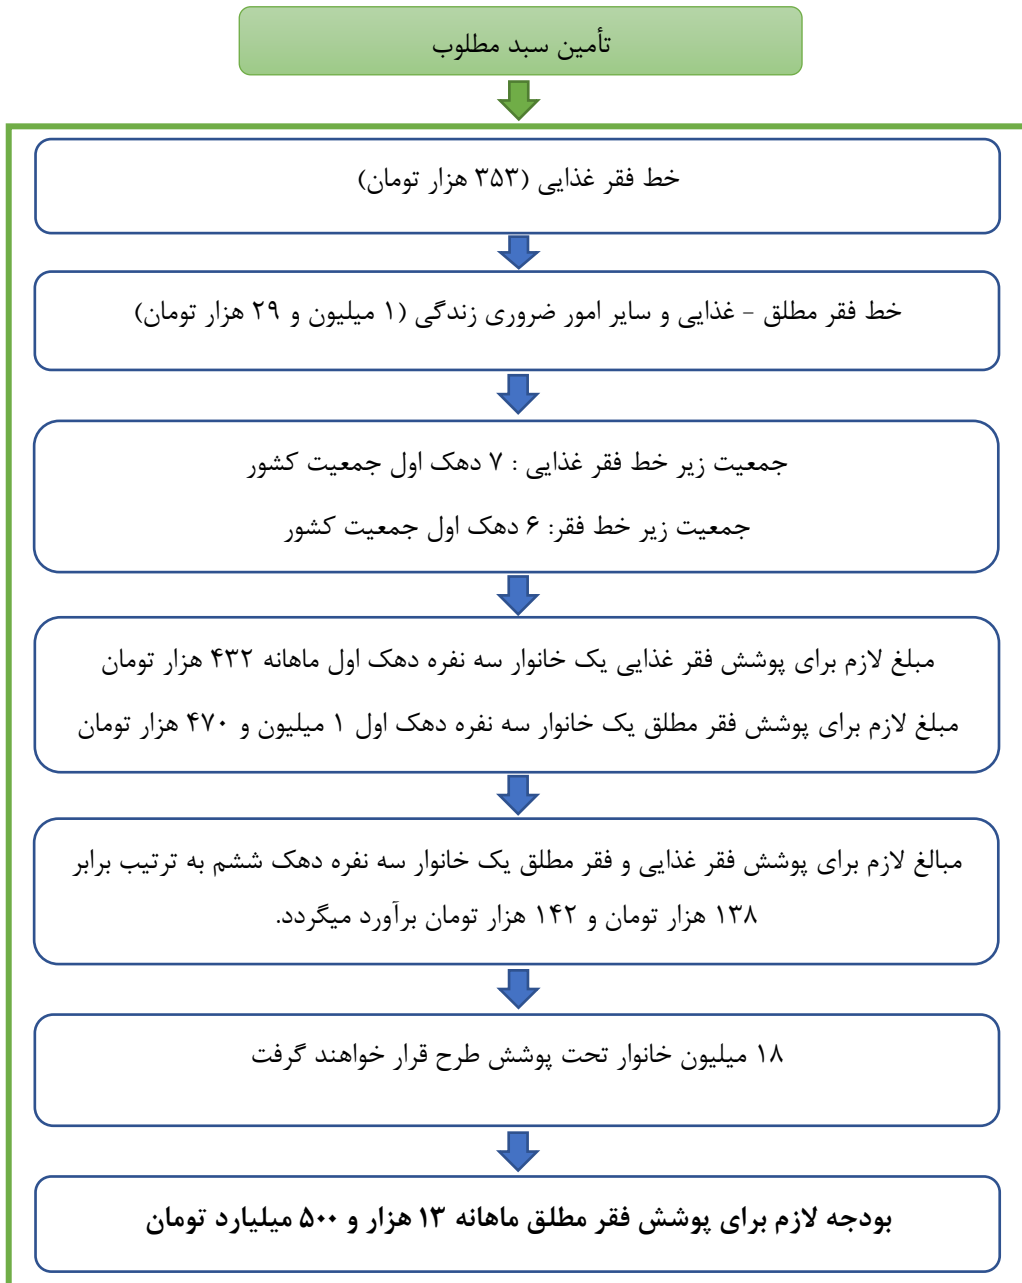 تأمین سبد مطلوب
خط فقر غذایی (۳۵۳ هزار تومان)
خط فقر مطلق - غذایی و سایر امور ضروری زندگی (۱ میلیون و ۲۹ هزار تومان)
جمعیت زیر خط فقر غذایی : ۷ دهک اول جمعیت کشور
جمعیت زیر خط فقر: ۶ دهک اول جمعیت کشور
مبلغ لازم برای پوشش فقر غذایی یک خانوار سه نفره دهک اول ماهانه ۴۳۲ هزار تومان
مبلغ لازم برای پوشش فقر مطلق یک خانوار سه نفره دهک اول ۱ میلیون و ۴۷۰ هزار تومان
مبالغ لازم برای پوشش فقر غذایی و فقر مطلق یک خانوار سه نفره دهک ششم به ترتیب برابر
۱۳۸ هزار تومان و ۱۴۲ هزار تومان برآورد میگردد.
۱۸ میلیون خانوار تحت پوشش طرح قرار خواهند گرفت
بودجه لازم برای پوشش فقر مطلق ماهانه ۱۳ هزار و ۵۰۰ میلیارد تومان